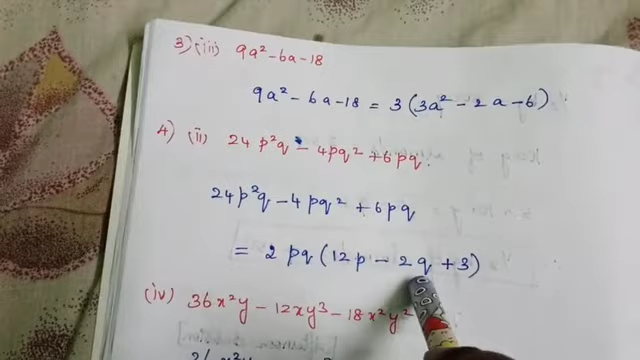 3) (iii) 9a² - 6a - 18
9a² - 6a - 18 = 3(3a² - 2a - 6)
4) (ii) 24p²q - 4pq² + 6pq.
24p²q - 4pq² + 6pq
= 2pq(12p - 2q + 3)
(iv) 36x²y - 12xy³ - 18x²y²